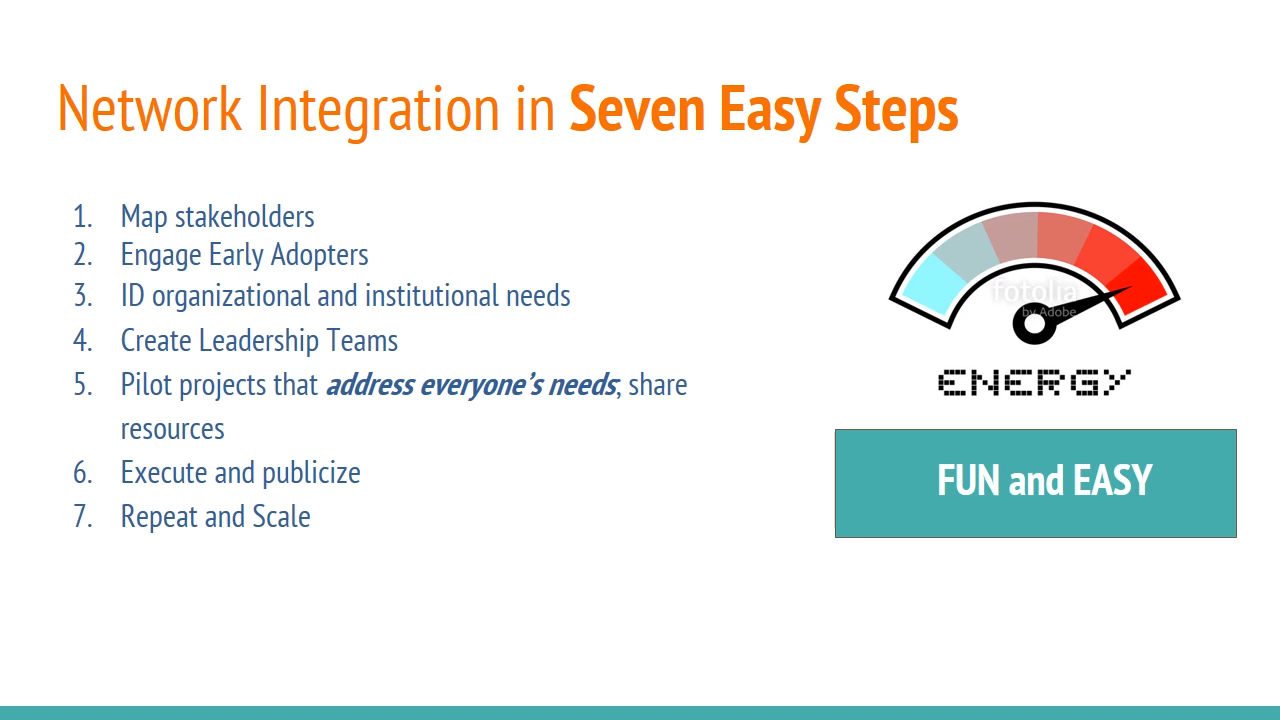 Network Integration in Seven Easy Steps
1. Map stakeholders
2. Engage Early Adopters
3. ID organizational and institutional needs
4. Create Leadership Teams
5. Pilot projects that address everyone's needs; share
resources
6. Execute and publicize
7. Repeat and Scale
fotolia
by Adobe
ENERGY
FUN and EASY